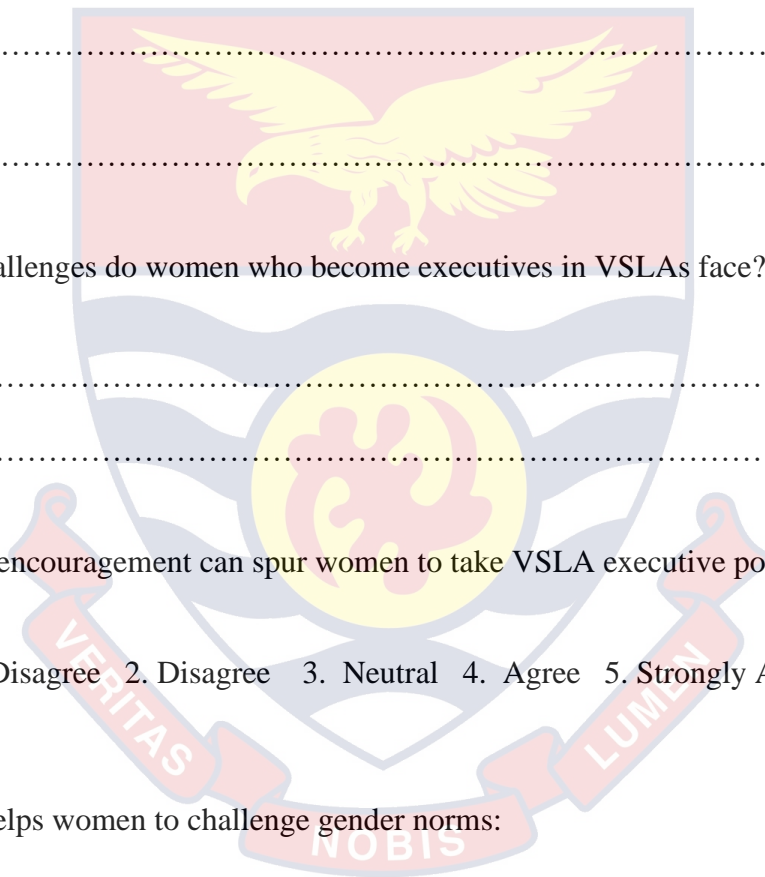 ……………………………………………………………………
……………………………………………………………………
allenges do women who become executives in VSLAs face?
……………………………………………………………………
……………………………………………………………………
encouragement can spur women to take VSLA executive po
Disagree 2. Disagree 3. Neutral 4. Agree 5. Strongly A
elps women to challenge gender norms:
VERITAS
NOBIS
LUMEN